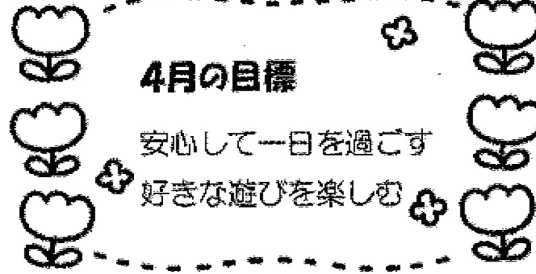 4月の目標
安心して一日を過ごす
好きな遊びを楽しむ